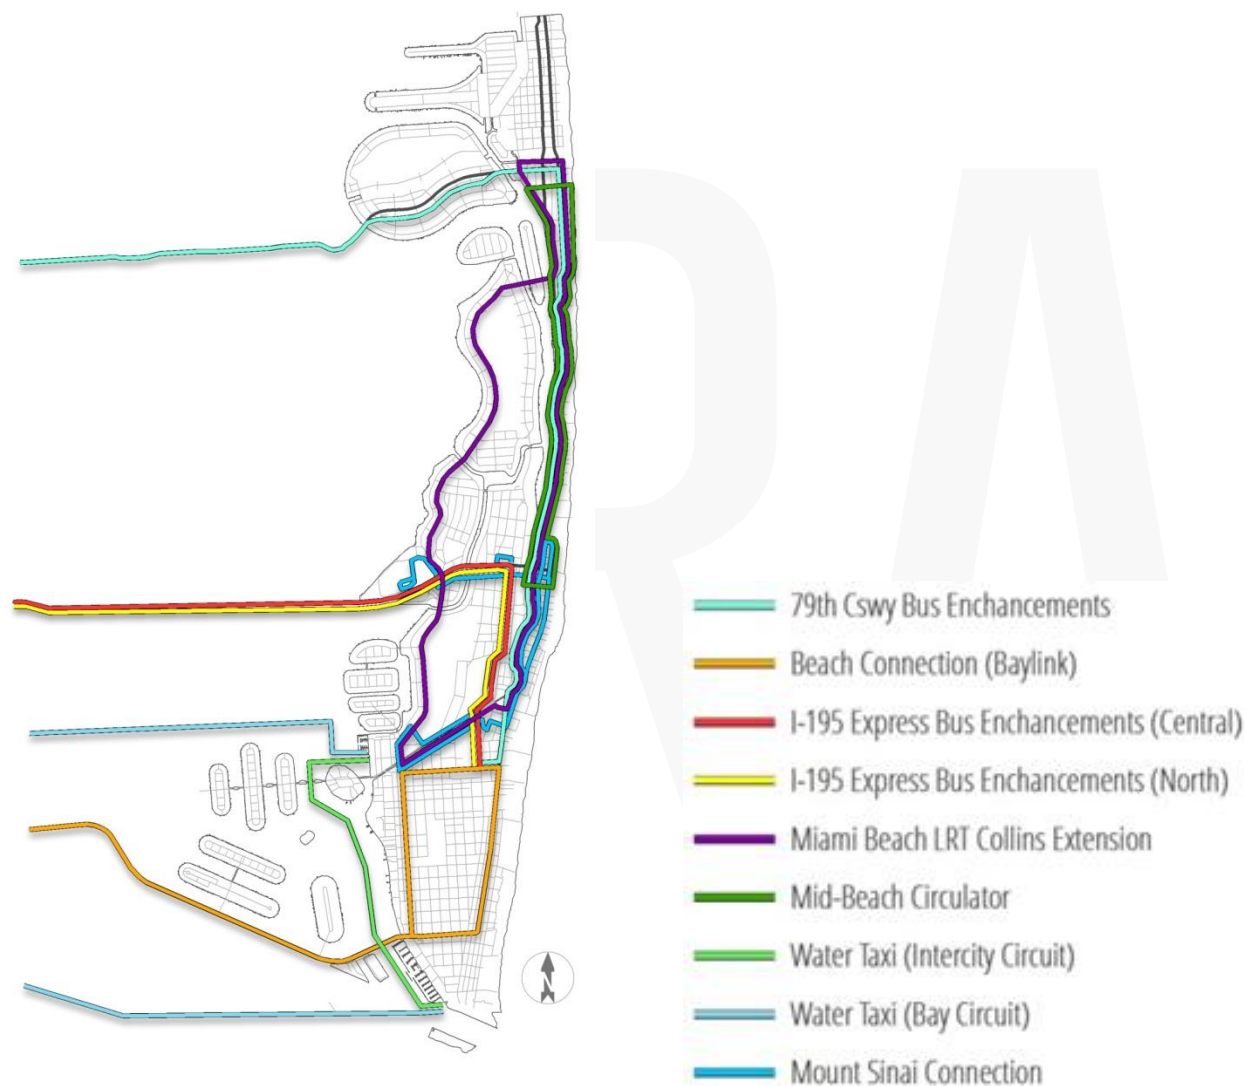 79th Cswy Bus Enchancements
Beach Connection (Baylink)
I-195 Express Bus Enchancements (Central)
I-195 Express Bus Enchancements (North)
Miami Beach LRT Collins Extension
Mid-Beach Circulator
Water Taxi (Intercity Circuit)
Water Taxi (Bay Circuit)
Mount Sinai Connection